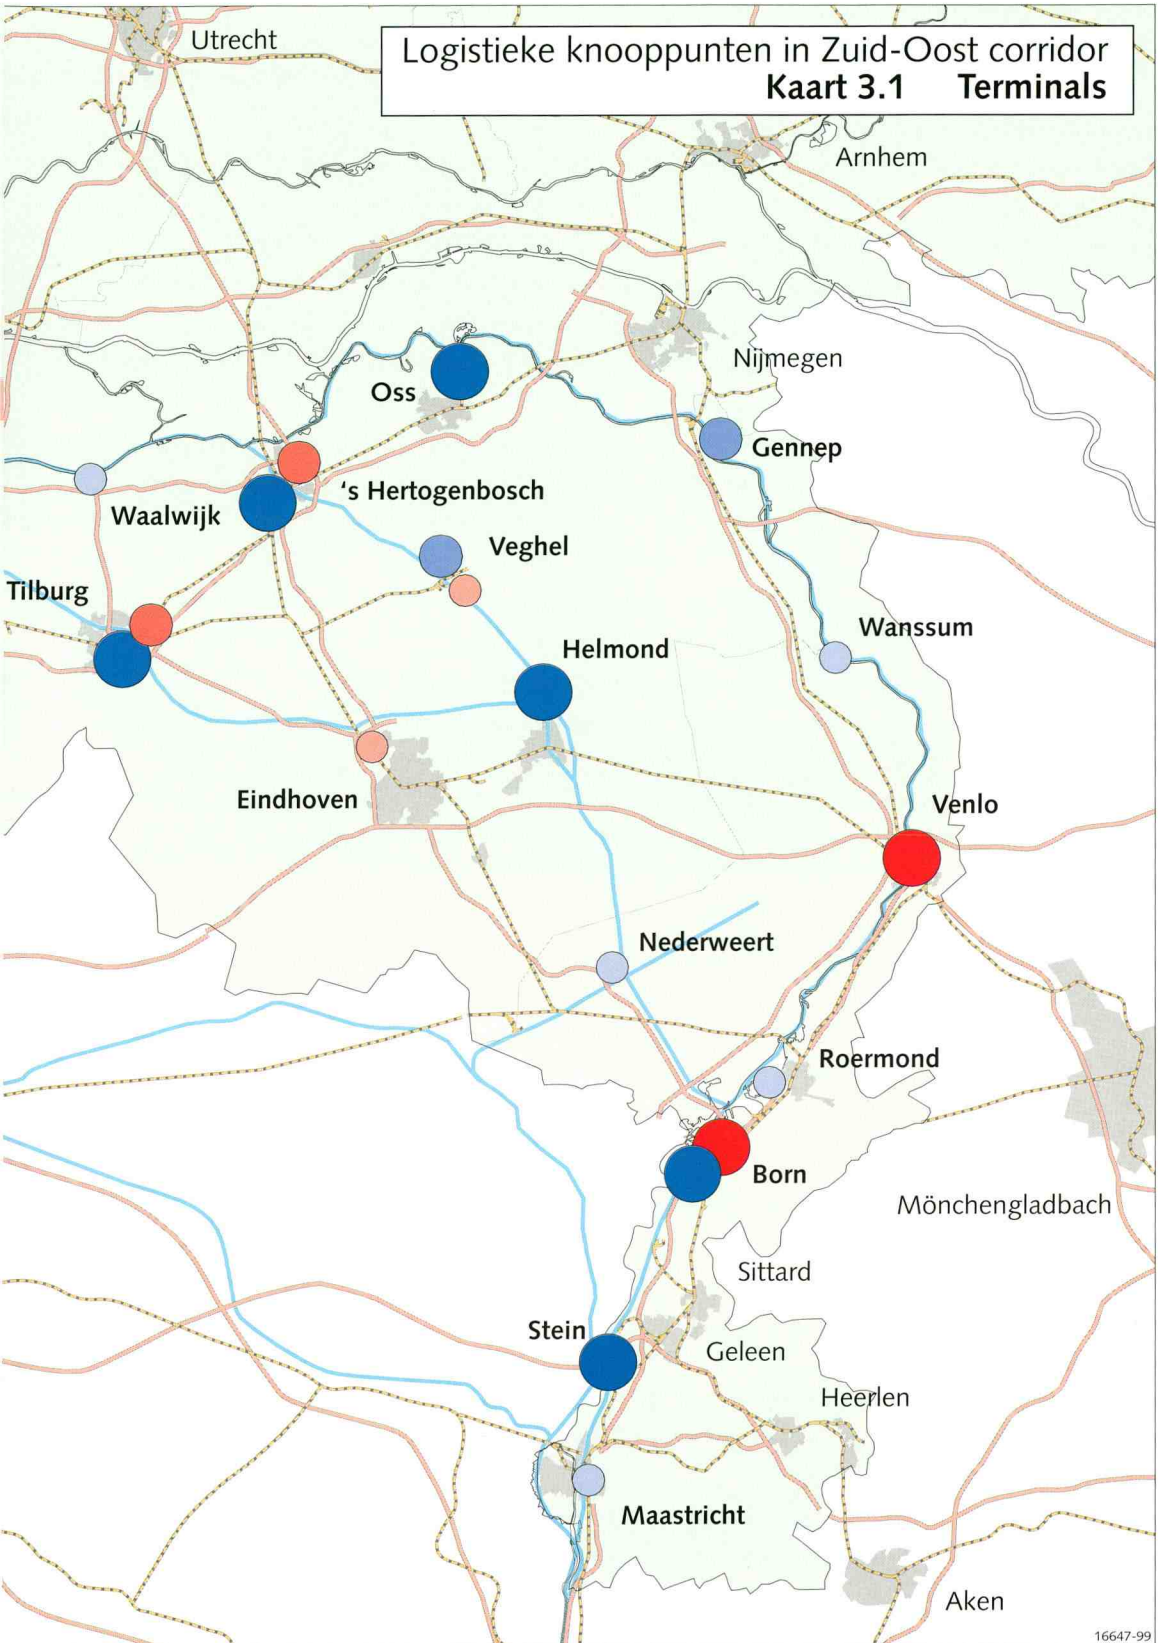 Utrecht
Logistieke knooppunten in Zuid-Oost corridor
Kaart 3.1 Terminals
Arnhem
Nijmegen
Oss
Gennep
's Hertogenbosch
Waalwijk
Veghel
Tilburg
Wanssum
Helmond
Eindhoven
Venlo
Nederweert
Roermond
Born
Mönchengladbach
Sittard
Stein
Geleen
Heerlen
Maastricht
Aken
16647-99